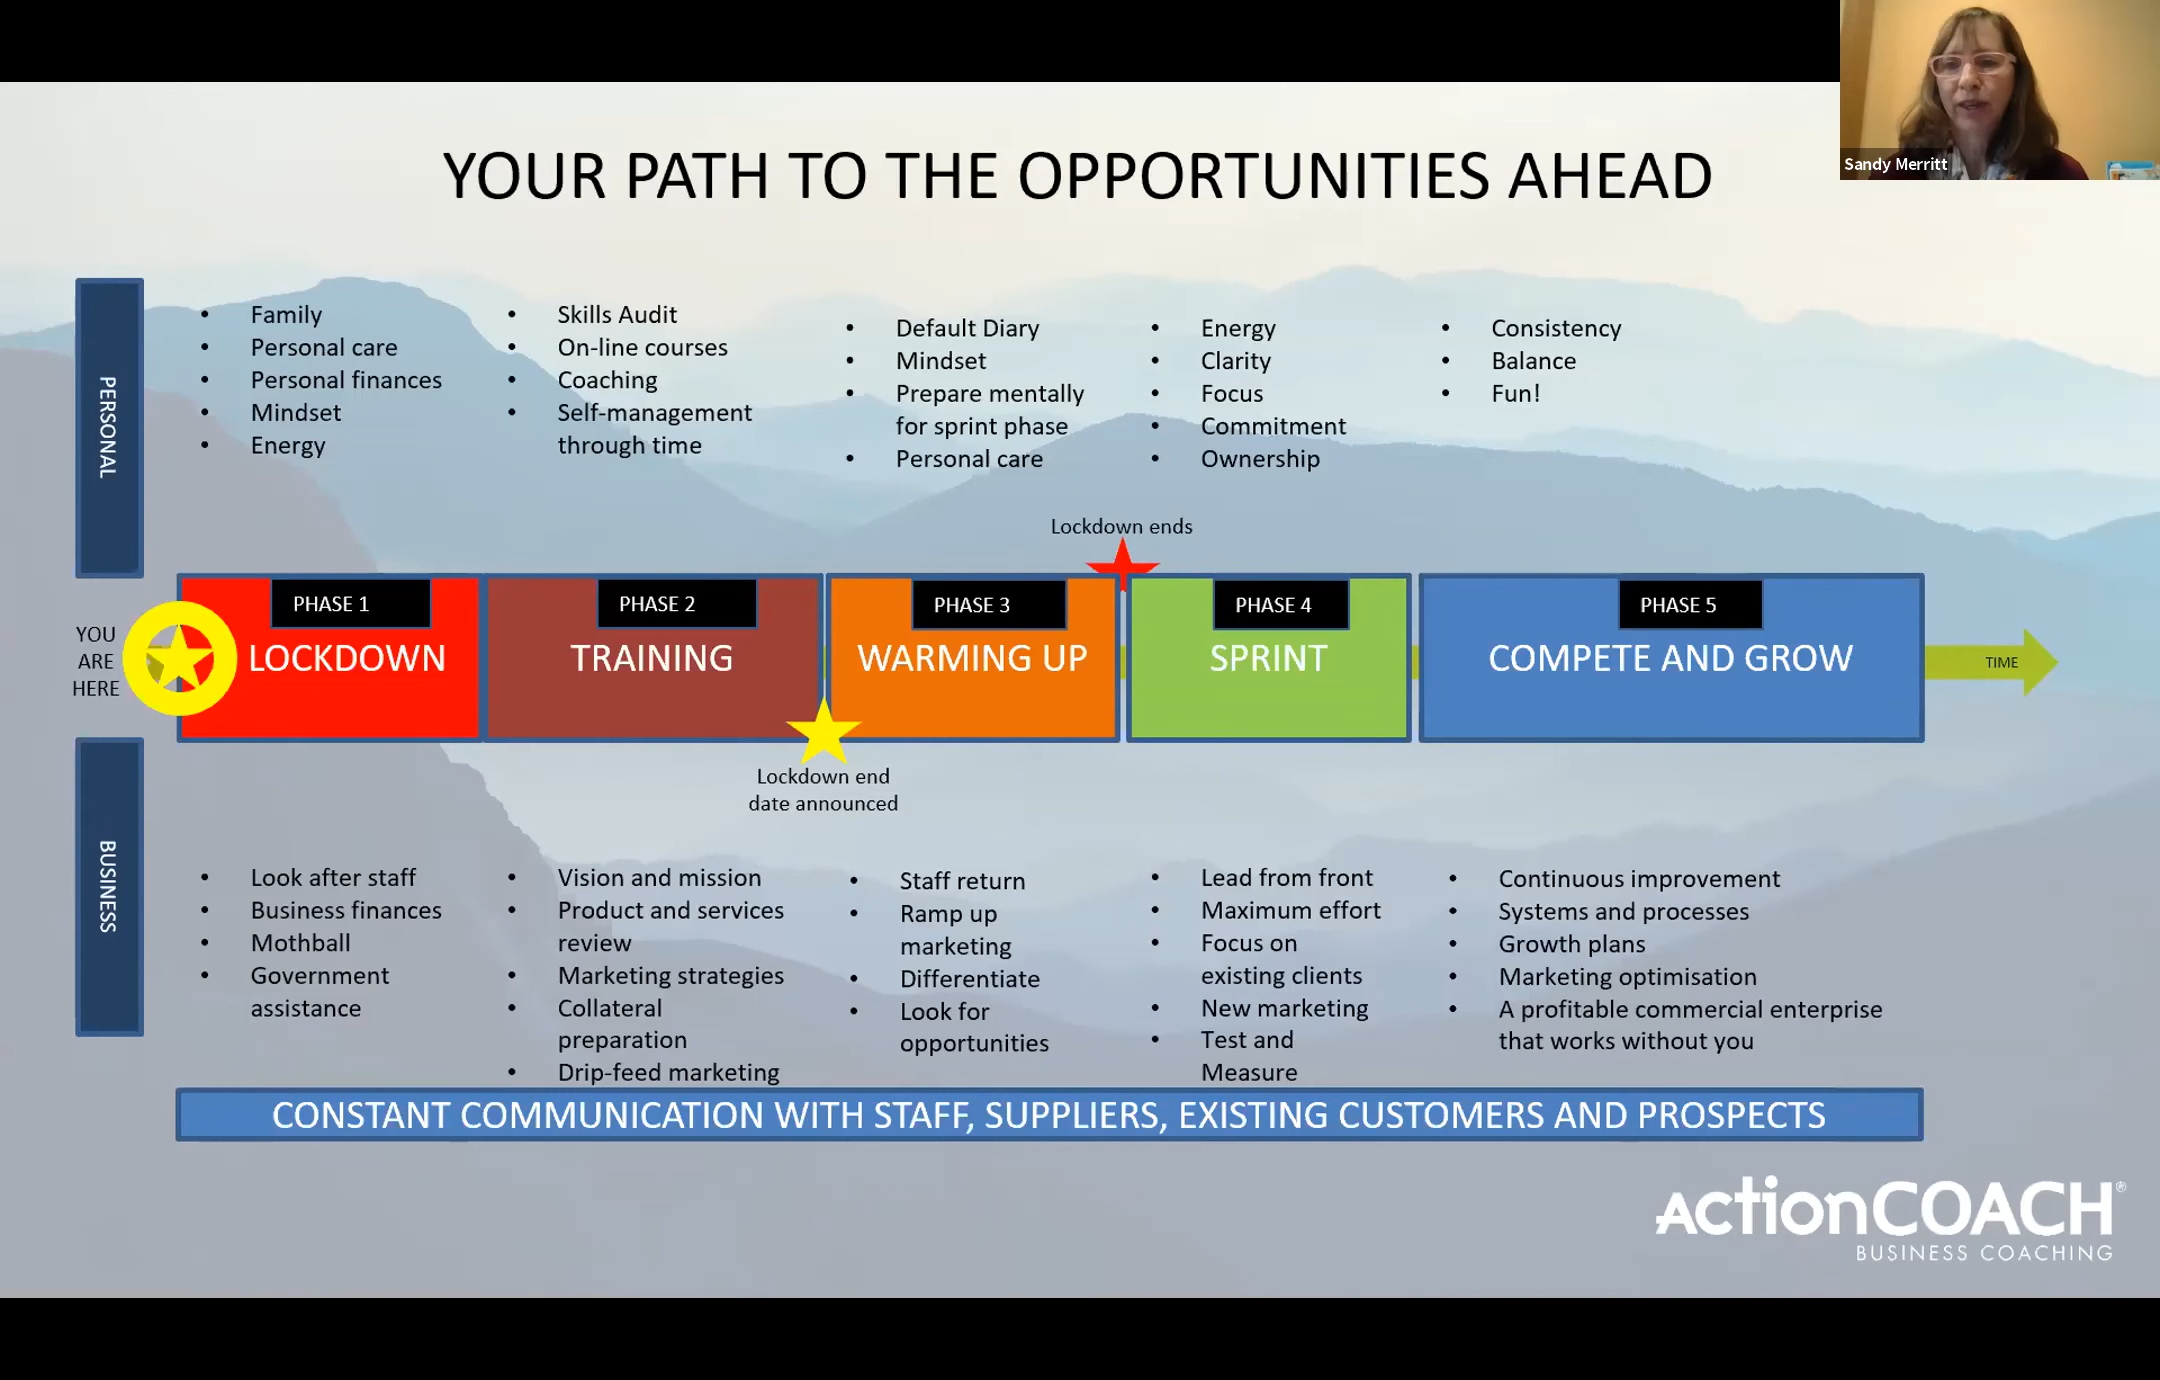 Sandy Merritt
YOUR PATH TO THE OPPORTUNITIES AHEAD
PERSONAL
• Family
• Personal care
• Personal finances
• Mindset
• Energy
• Skills Audit
• On-line courses
• Coaching
• Self-management
through time
• Default Diary
• Mindset
• Prepare mentally
for sprint phase
• Personal care
• Energy
• Clarity
• Focus
• Commitment
• Ownership
• Consistency
• Balance
• Fun!
Lockdown ends
YOU
ARE
HERE
PHASE 1
LOCKDOWN
PHASE 2
TRAINING
PHASE 3
WARMING UP
PHASE 4
SPRINT
PHASE 5
COMPETE AND GROW
TIME
Lockdown end
date announced
BUSINESS
• Look after staff
• Business finances
• Mothball
• Government
assistance
• Vision and mission
• Product and services
review
• Marketing strategies
• Collateral
preparation
• Drip-feed marketing
• Staff return
• Ramp up
marketing
• Differentiate
• Look for
opportunities
• Lead from front
• Maximum effort
• Focus on
existing clients
• New marketing
• Test and
Measure
• Continuous improvement
• Systems and processes
• Growth plans
• Marketing optimisation
• A profitable commercial enterprise
that works without you
CONSTANT COMMUNICATION WITH STAFF, SUPPLIERS, EXISTING CUSTOMERS AND PROSPECTS
ActionCOACH®
BUSINESS COACHING